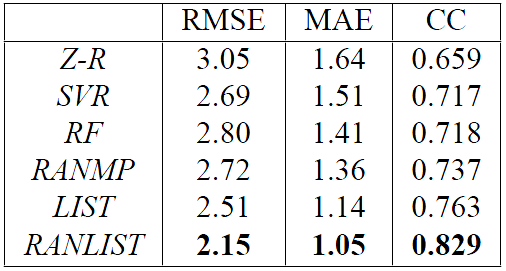 RMSE MAE CC
Z-R 3.05 1.64 0.659
SVR 2.69 1.51 0.717
RF 2.80 1.41 0.718
RANMP 2.72 1.36 0.737
LIST 2.51 1.14 0.763
RANLIST 2.15 1.05 0.829